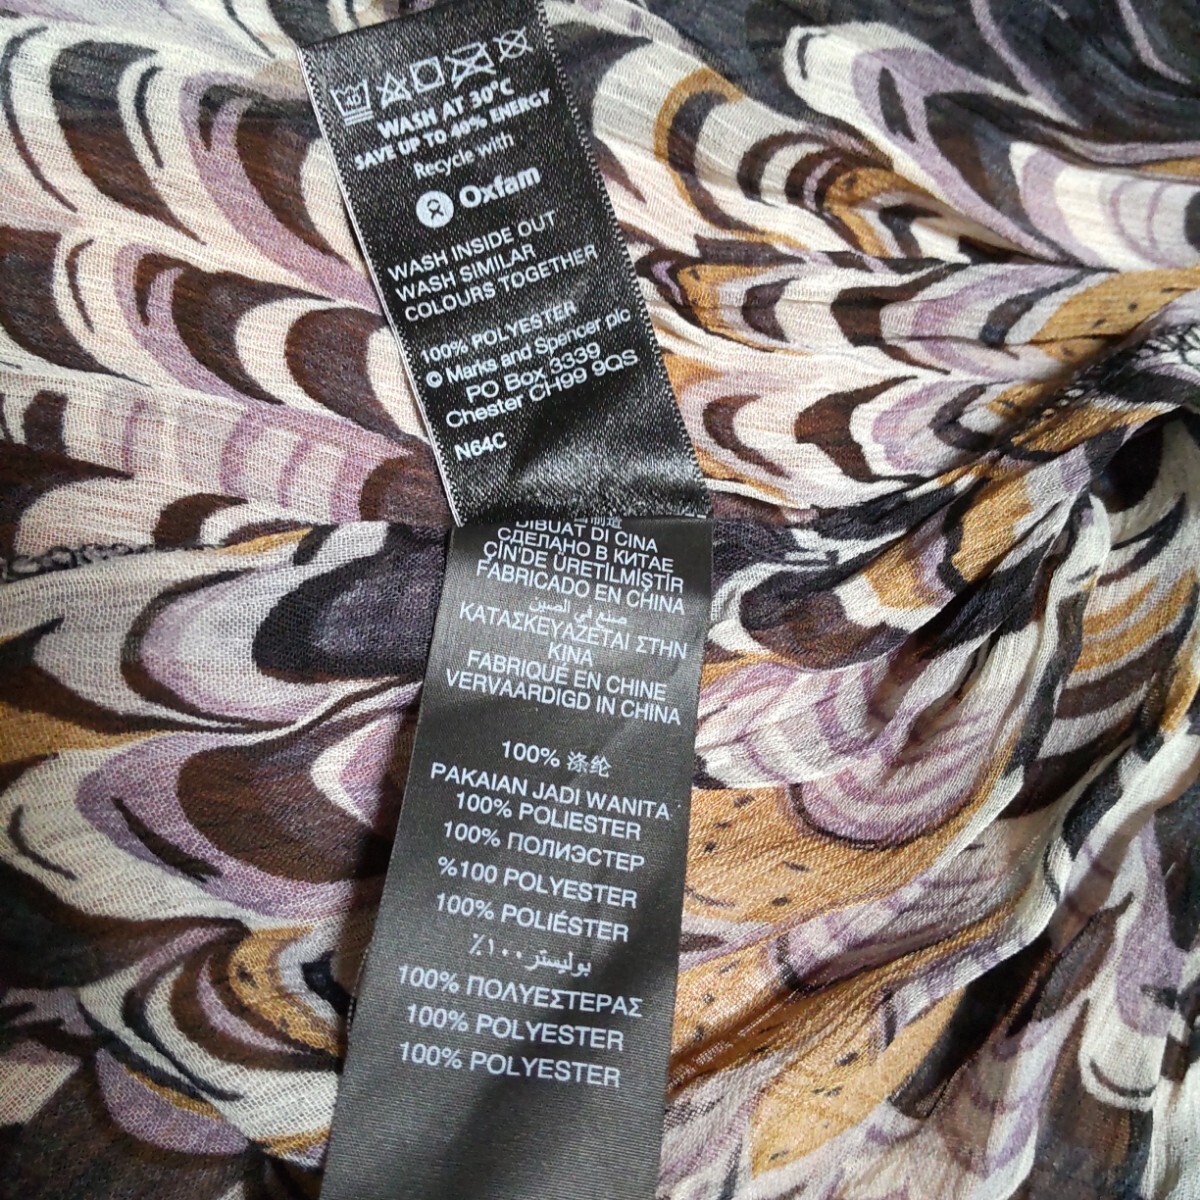 40
WASH AT 30°C
SAVE UP TO 40% ENERGY
Recycle with
Oxfam
WASH INSIDE OUT
WASH SIMILAR
COLOURS TOGETHER
100% POLYESTER
© Marks and Spencer plc
PO Box 3339
Chester CH99 9QS
N64C
制造
DIBUAT DI CINA
СДЕЛАНО В КИТАЕ
ÇİN'DE ÜRETİLMİŞTİR
FABRICADO EN CHINA
صنع في الصين
ΚΑΤΑΣΚΕΥΑΖΕΤΑΙ ΣΤΗΝ
ΚΙΝΑ
FABRIQUÉ EN CHINE
VERVAARDIGD IN CHINA
100% 涤纶
PAKAIAN JADI WANITA
100% POLIESTER
100% ПОЛИЭСТЕР
%100 POLYESTER
100% POLIÉSTER
بوليستر ١٠٠٪
100% ΠΟΛΥΕΣΤΕΡΑΣ
100% POLYESTER
100% POLYESTER